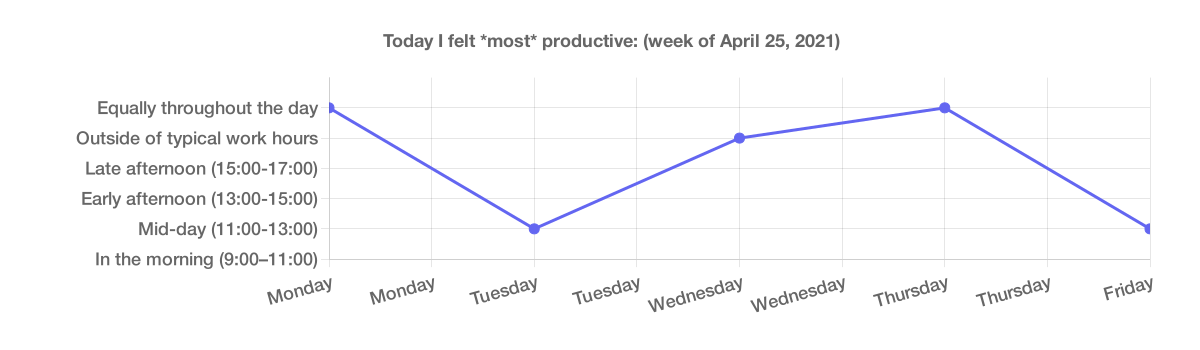 Today I felt *most* productive: (week of April 25, 2021)
Equally throughout the day
Outside of typical work hours
Late afternoon (15:00-17:00)
Early afternoon (13:00-15:00)
Mid-day (11:00-13:00)
In the morning (9:00–11:00)
Monday
Monday
Tuesday
Tuesday
Wednesday
Wednesday
Thursday
Thursday
Friday